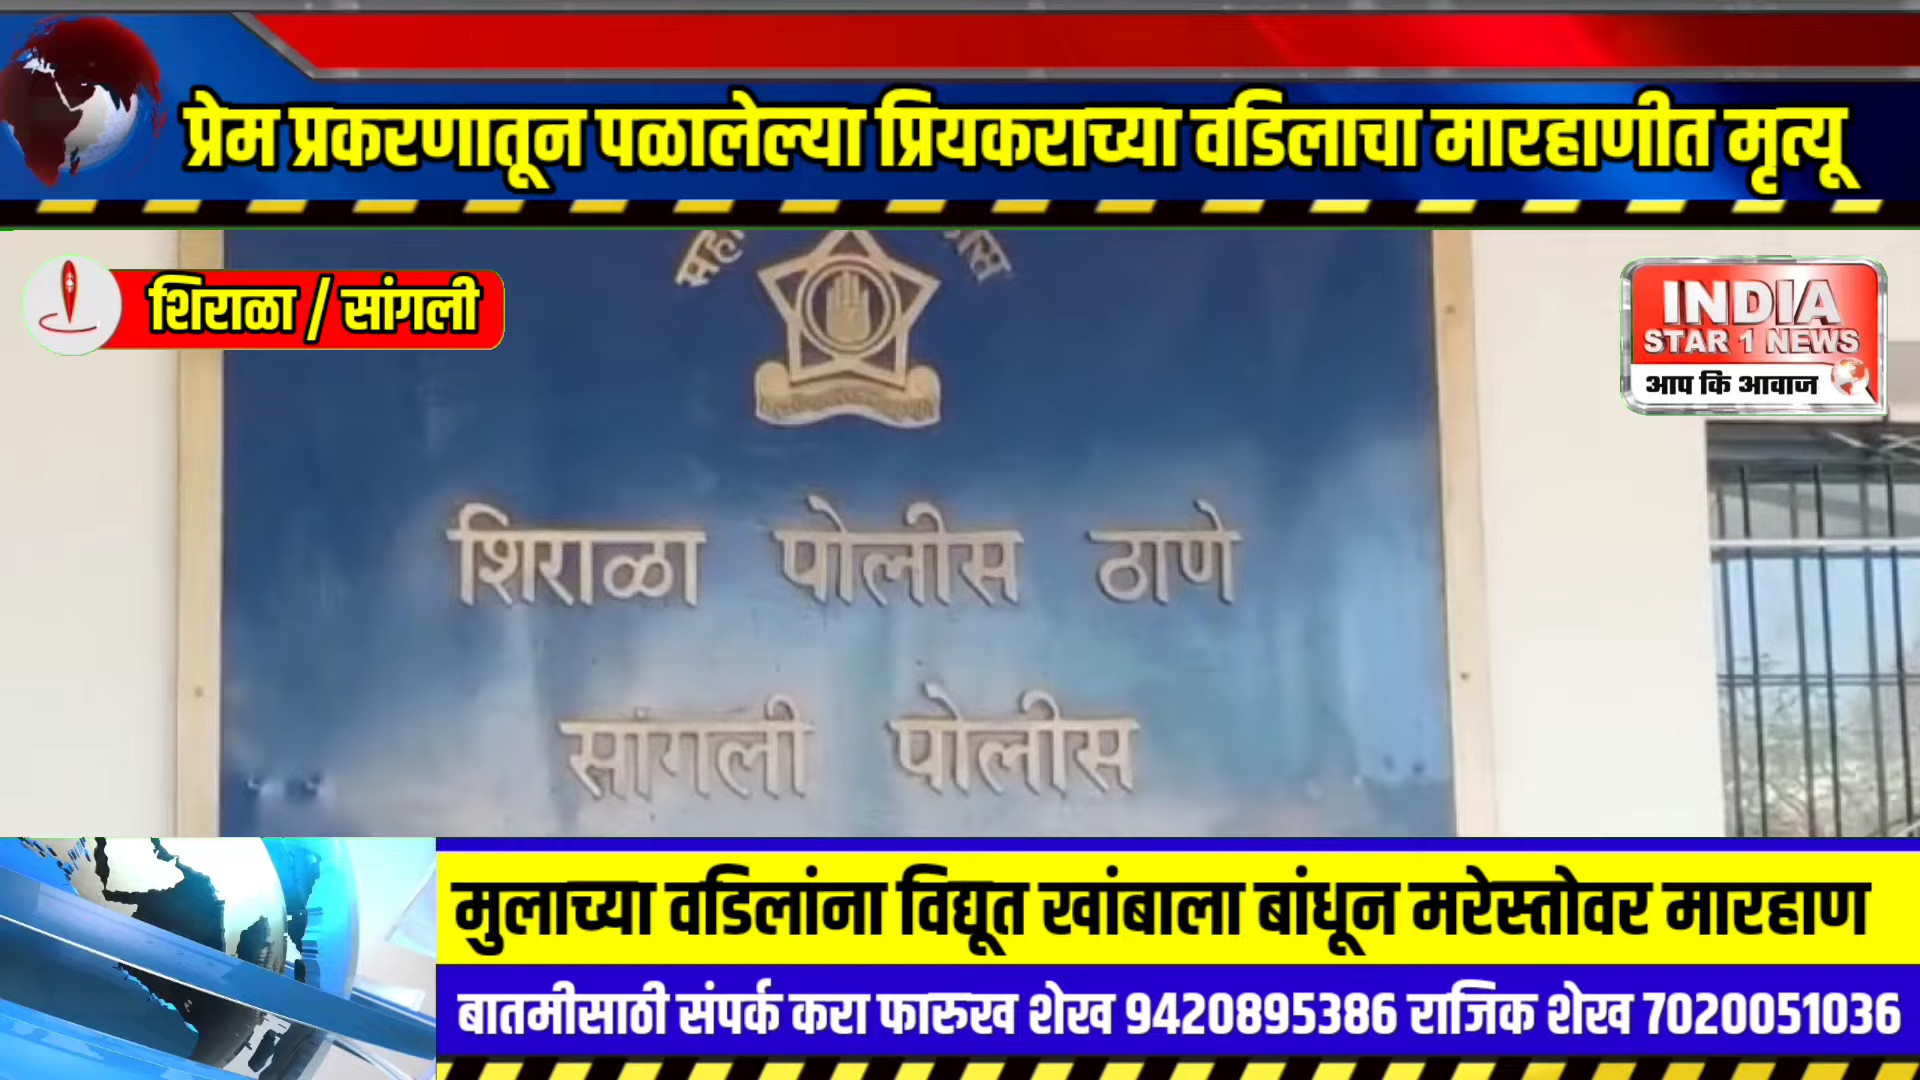 प्रेम प्रकरणातून पळालेल्या प्रियकराच्या वडिलाचा मारहाणीत मृत्यू
शिराळा / सांगली
INDIA
STAR 1 NEWS
आप कि आवाज
शिराळा पोलीस ठाणे
सांगली पोलीस
मुलाच्या वडिलांना विद्यूत खांबाला बांधून मरेस्तोवर मारहाण
बातमीसाठी संपर्क करा फारुख शेख 9420895386 राजिक शेख 7020051036